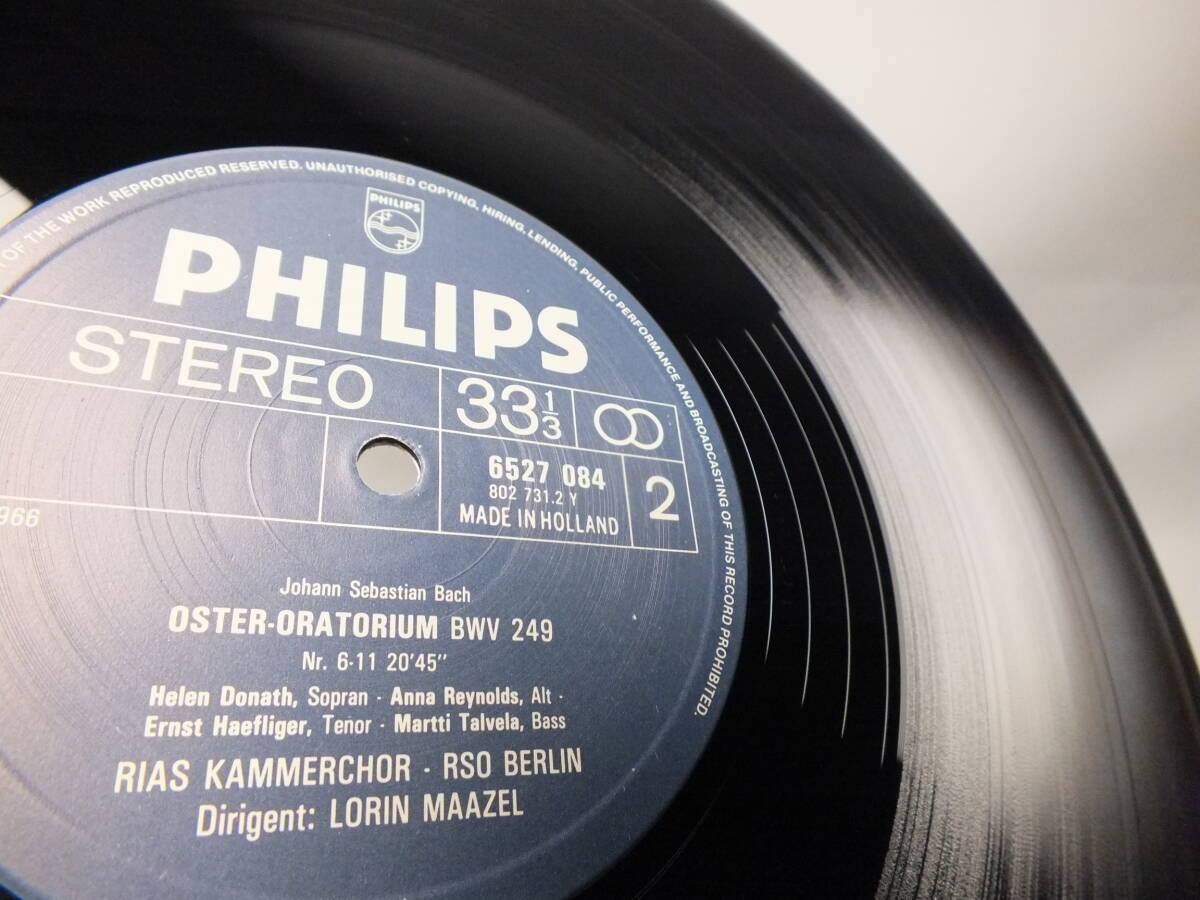 OF THE WORK REPRODUCED RESERVED. UNAUTHORISED COPYING, HIRING, LENDING, PUBLIC PERFORMANCE AND BROADCASTING OF THIS RECORD PROHIBITED.
PHILIPS
PHILIPS
STEREO
33 1/3
6527 084
802 731.2 Y
MADE IN HOLLAND
2
966
Johann Sebastian Bach
OSTER-ORATORIUM BWV 249
Nr. 6-11 20'45"
Helen Donath, Sopran · Anna Reynolds, Alt ·
Ernst Haefliger, Tenor · Martti Talvela, Bass
RIAS KAMMERCHOR · RSO BERLIN
Dirigent: LORIN MAAZEL